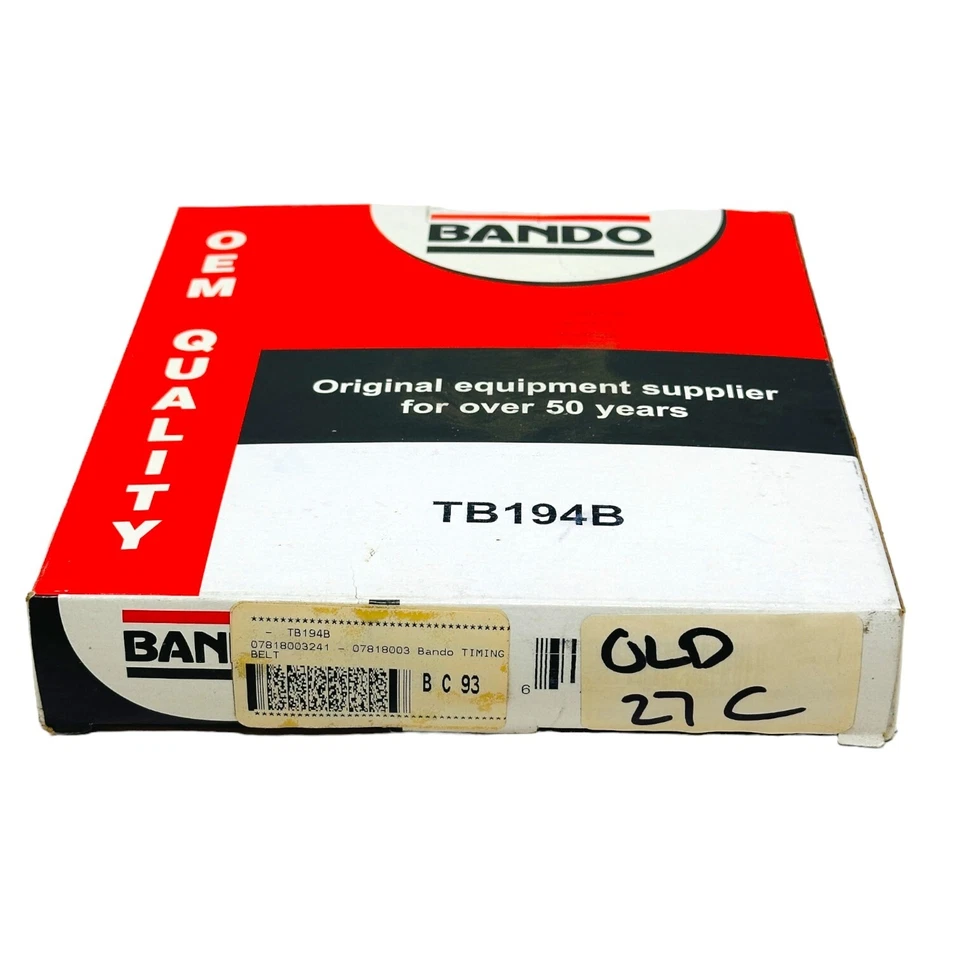 BANDO
OEM QUALITY
Original equipment supplier
for over 50 years
TB194B
BAN
- TB194B
07818003241 - 07818003 Bando TIMING
BELT
B C 93
6
OLD
27 C